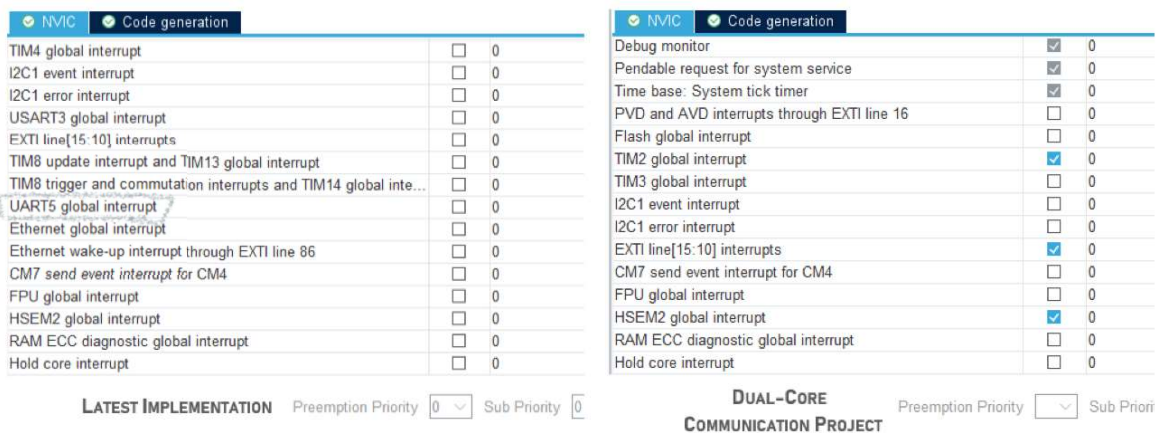 NVIC Code generation
TIM4 global interrupt 0
I2C1 event interrupt 0
I2C1 error interrupt 0
USART3 global interrupt 0
EXTI line[15:10] interrupts 0
TIM8 update interrupt and TIM13 global interrupt 0
TIM8 trigger and commutation interrupts and TIM14 global inte... 0
UART5 global interrupt 0
Ethernet global interrupt 0
Ethernet wake-up interrupt through EXTI line 86 0
CM7 send event interrupt for CM4 0
FPU global interrupt 0
HSEM2 global interrupt 0
RAM ECC diagnostic global interrupt 0
Hold core interrupt 0
LATEST IMPLEMENTATION Preemption Priority 0 Sub Priority 0
NVIC Code generation
Debug monitor 0
Pendable request for system service 0
Time base: System tick timer 0
PVD and AVD interrupts through EXTI line 16 0
Flash global interrupt 0
TIM2 global interrupt 0
TIM3 global interrupt 0
I2C1 event interrupt 0
I2C1 error interrupt 0
EXTI line[15:10] interrupts 0
CM7 send event interrupt for CM4 0
FPU global interrupt 0
HSEM2 global interrupt 0
RAM ECC diagnostic global interrupt 0
Hold core interrupt 0
DUAL-CORE
COMMUNICATION PROJECT Preemption Priority Sub Priori